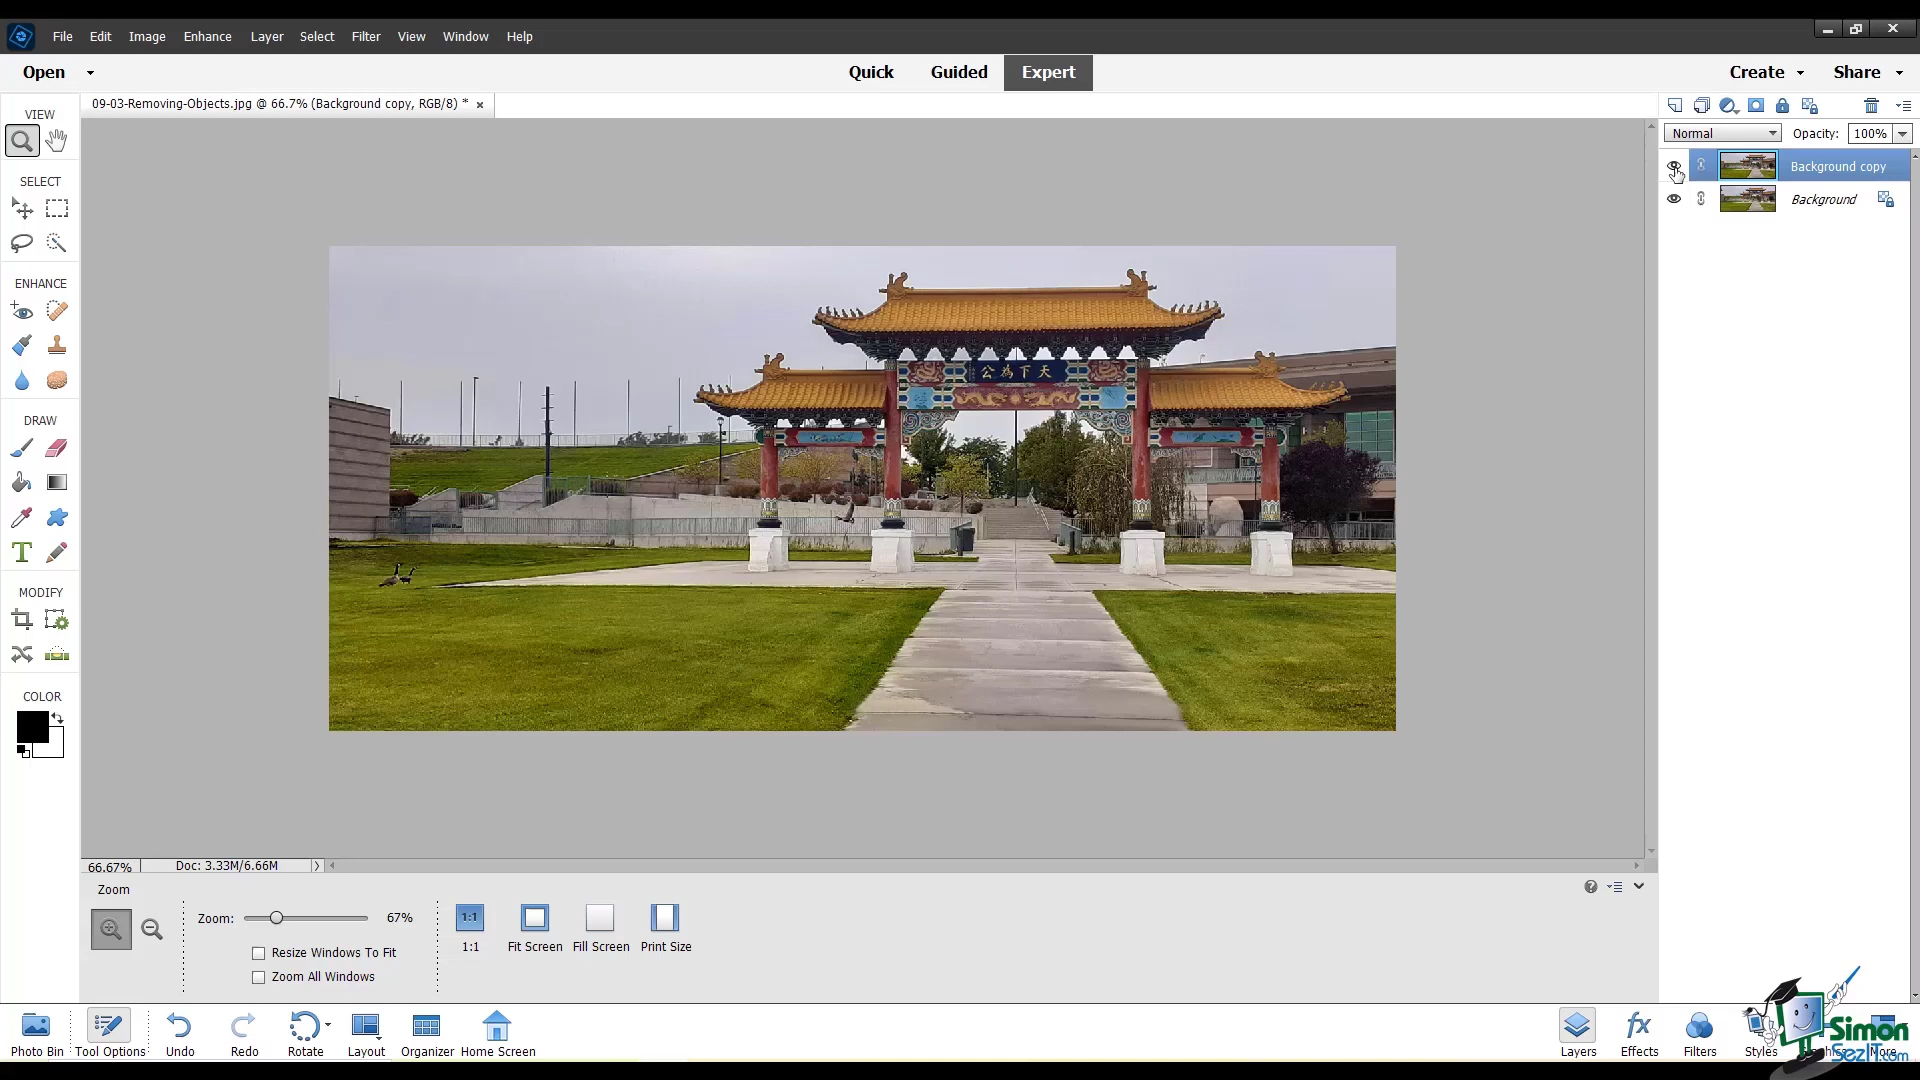 File Edit Image Enhance Layer Select Filter View Window Help
Open Quick Guided Expert Create Share
09-03-Removing-Objects.jpg @ 66.7% (Background copy, RGB/8) *
VIEW
SELECT
ENHANCE
DRAW
T
MODIFY
COLOR
Normal Opacity: 100%
Background copy
Background
公為下天
66.67% Doc: 3.33M/6.66M
Zoom
Zoom: 67%
Resize Windows To Fit
Zoom All Windows
1:1
1:1 Fit Screen Fill Screen Print Size
fx
Photo Bin Tool Options Undo Redo Rotate Layout Organizer Home Screen
Layers Effects Filters Styles More
Simon
SezIT.com